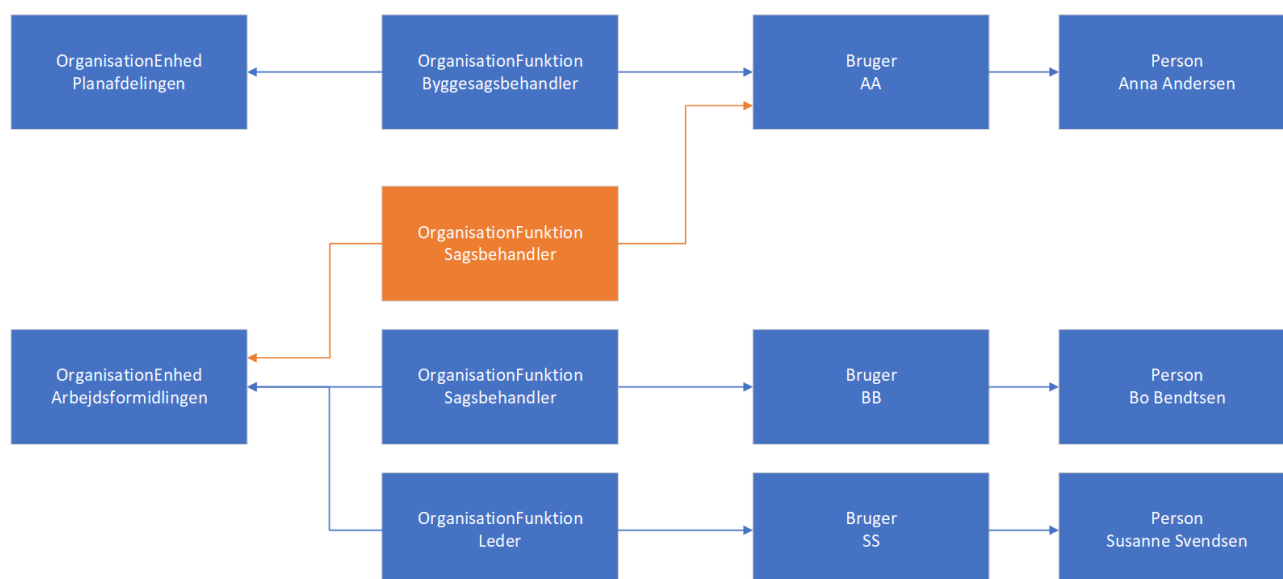 OrganisationEnhed
Planafdelingen
OrganisationFunktion
Byggesagsbehandler
Bruger
AA
Person
Anna Andersen
OrganisationFunktion
Sagsbehandler
OrganisationEnhed
Arbejdsformidlingen
OrganisationFunktion
Sagsbehandler
Bruger
BB
Person
Bo Bendtsen
OrganisationFunktion
Leder
Bruger
SS
Person
Susanne Svendsen